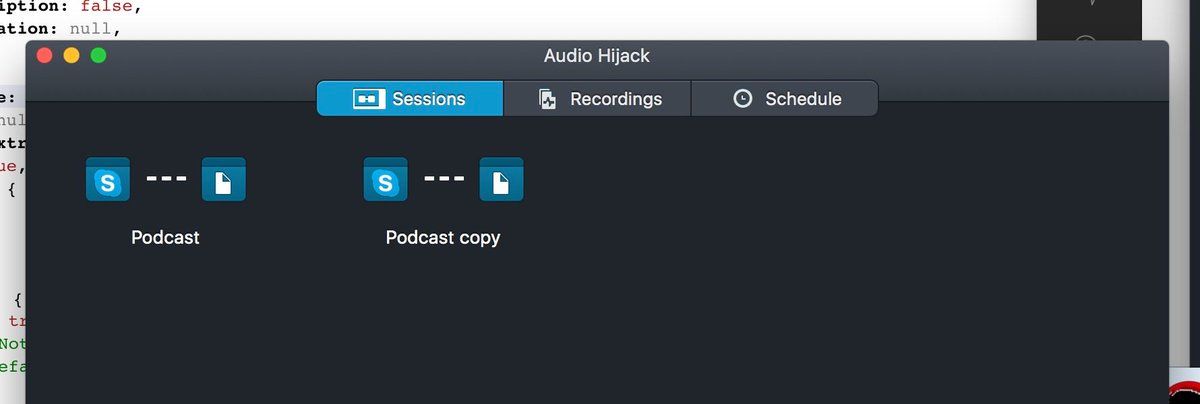 iption: false,
ation: null,
Audio Hijack
Sessions
Recordings
Schedule
e:
nul
xtr
ue,
{
S
S
Podcast
Podcast copy
{
tr
Not
efa